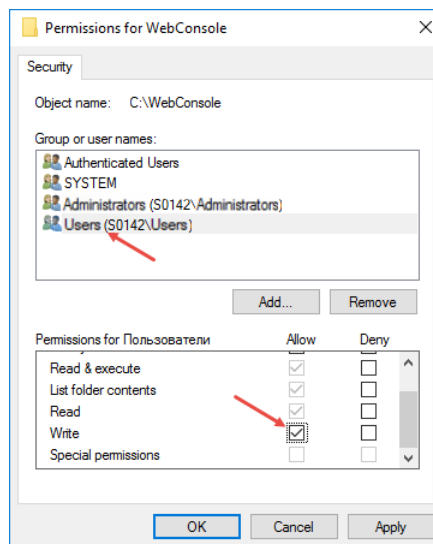 Permissions for WebConsole
Security
Object name: C:\WebConsole
Group or user names:
Authenticated Users
SYSTEM
Administrators (S0142\Administrators)
Users (S0142\Users)
Add... Remove
Permissions for Пользователи Allow Deny
Read & execute
List folder contents
Read
Write
Special permissions
OK Cancel Apply